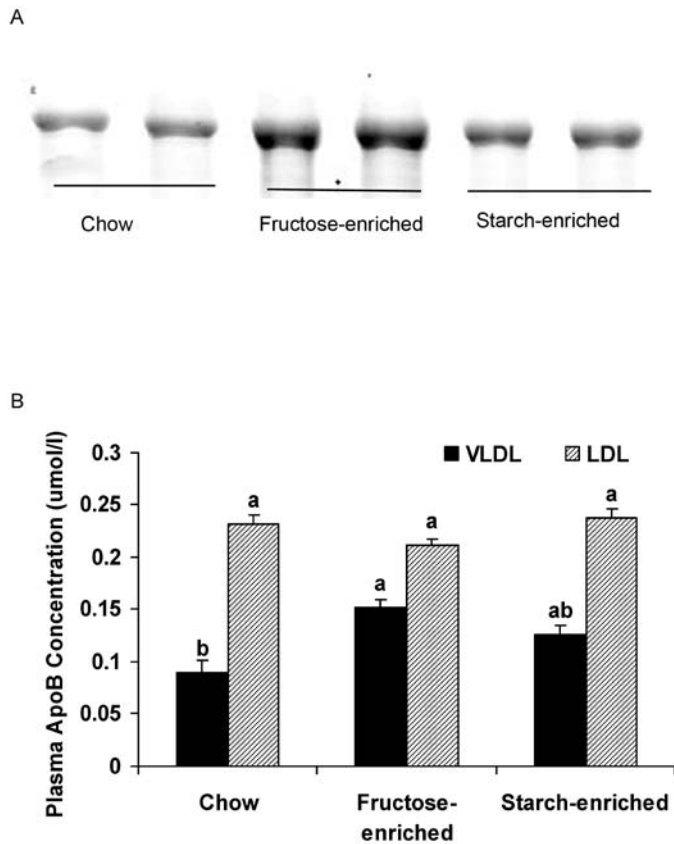 A
Chow
Fructose-enriched
Starch-enriched
B
Plasma ApoB Concentration (umol/l)
0.3
0.25
0.2
0.15
0.1
0.05
0
VLDL
LDL
b
a
a
a
ab
a
Chow
Fructose-
enriched
Starch-enriched